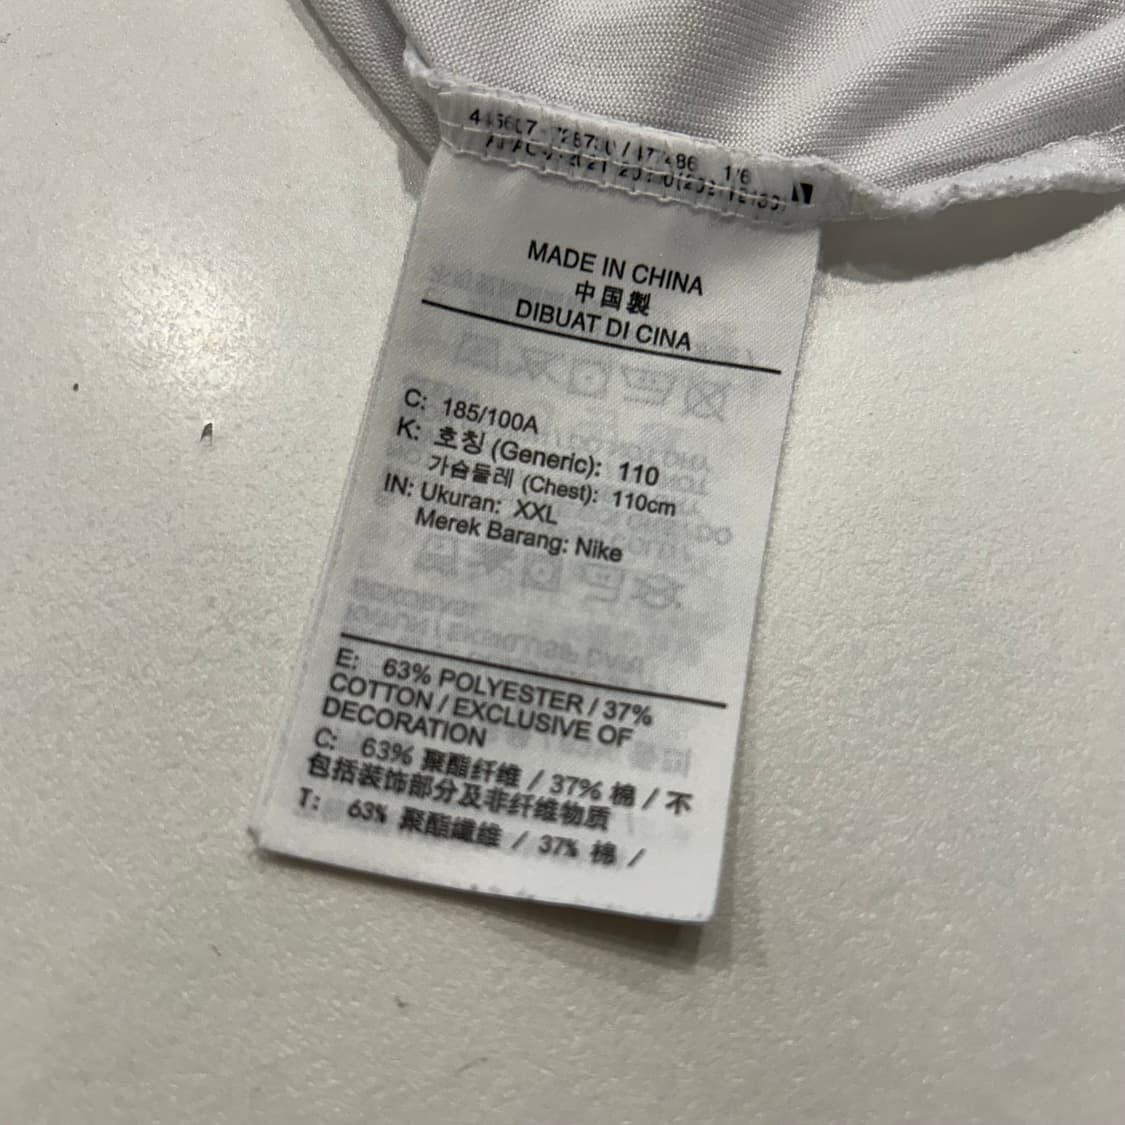 1/6
MADE IN CHINA
中国製
DIBUAT DI CINA
C: 185/100A
K: 호칭 (Generic): 110
가슴둘레 (Chest): 110cm
IN: Ukuran: XXL
Merek Barang: Nike
E: 63% POLYESTER / 37%
COTTON / EXCLUSIVE OF
DECORATION
C: 63% 聚酯纤维 / 37% 棉 / 不
包括装饰部分及非纤维物质
T: 63% 聚酯纖維 / 37% 棉 /